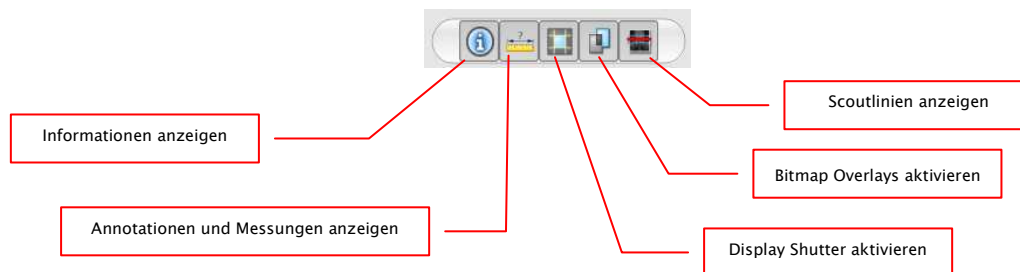 ?
Scoutlinien anzeigen
Informationen anzeigen
Bitmap Overlays aktivieren
Annotationen und Messungen anzeigen
Display Shutter aktivieren